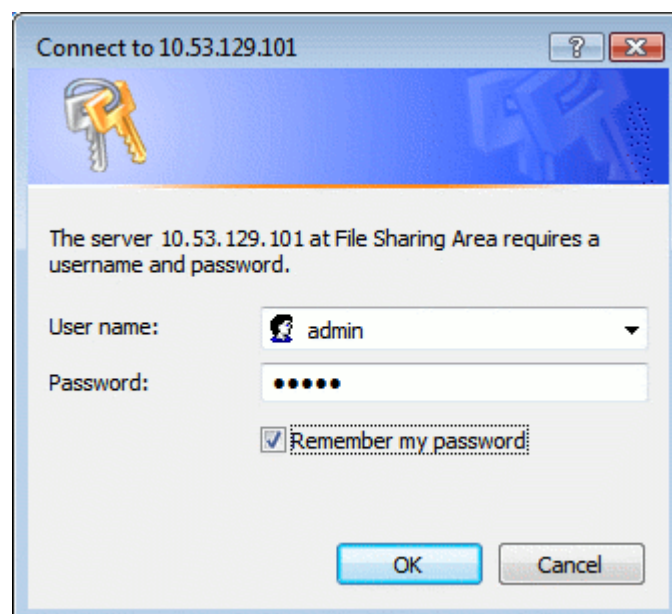 Connect to 10.53.129.101
The server 10.53.129.101 at File Sharing Area requires a
username and password.
User name:
admin
Password:
•••••
Remember my password
OK
Cancel